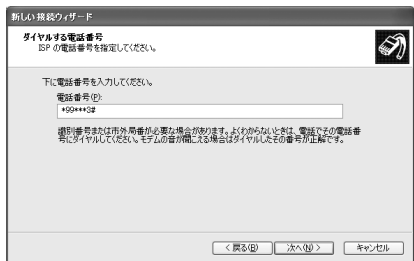 新しい接続ウィザード
ダイヤルする電話番号
ISP の電話番号を指定してください。
下に電話番号を入力してください。
電話番号(P):
*99***3#
識別番号または市外局番が必要な場合があります。よくわからないときは、電話でその電話番
号にダイヤルしてください。モデムの音が聞こえる場合はダイヤルしたその番号が正解です。
< 戻る(B)
次へ(N) >
キャンセル